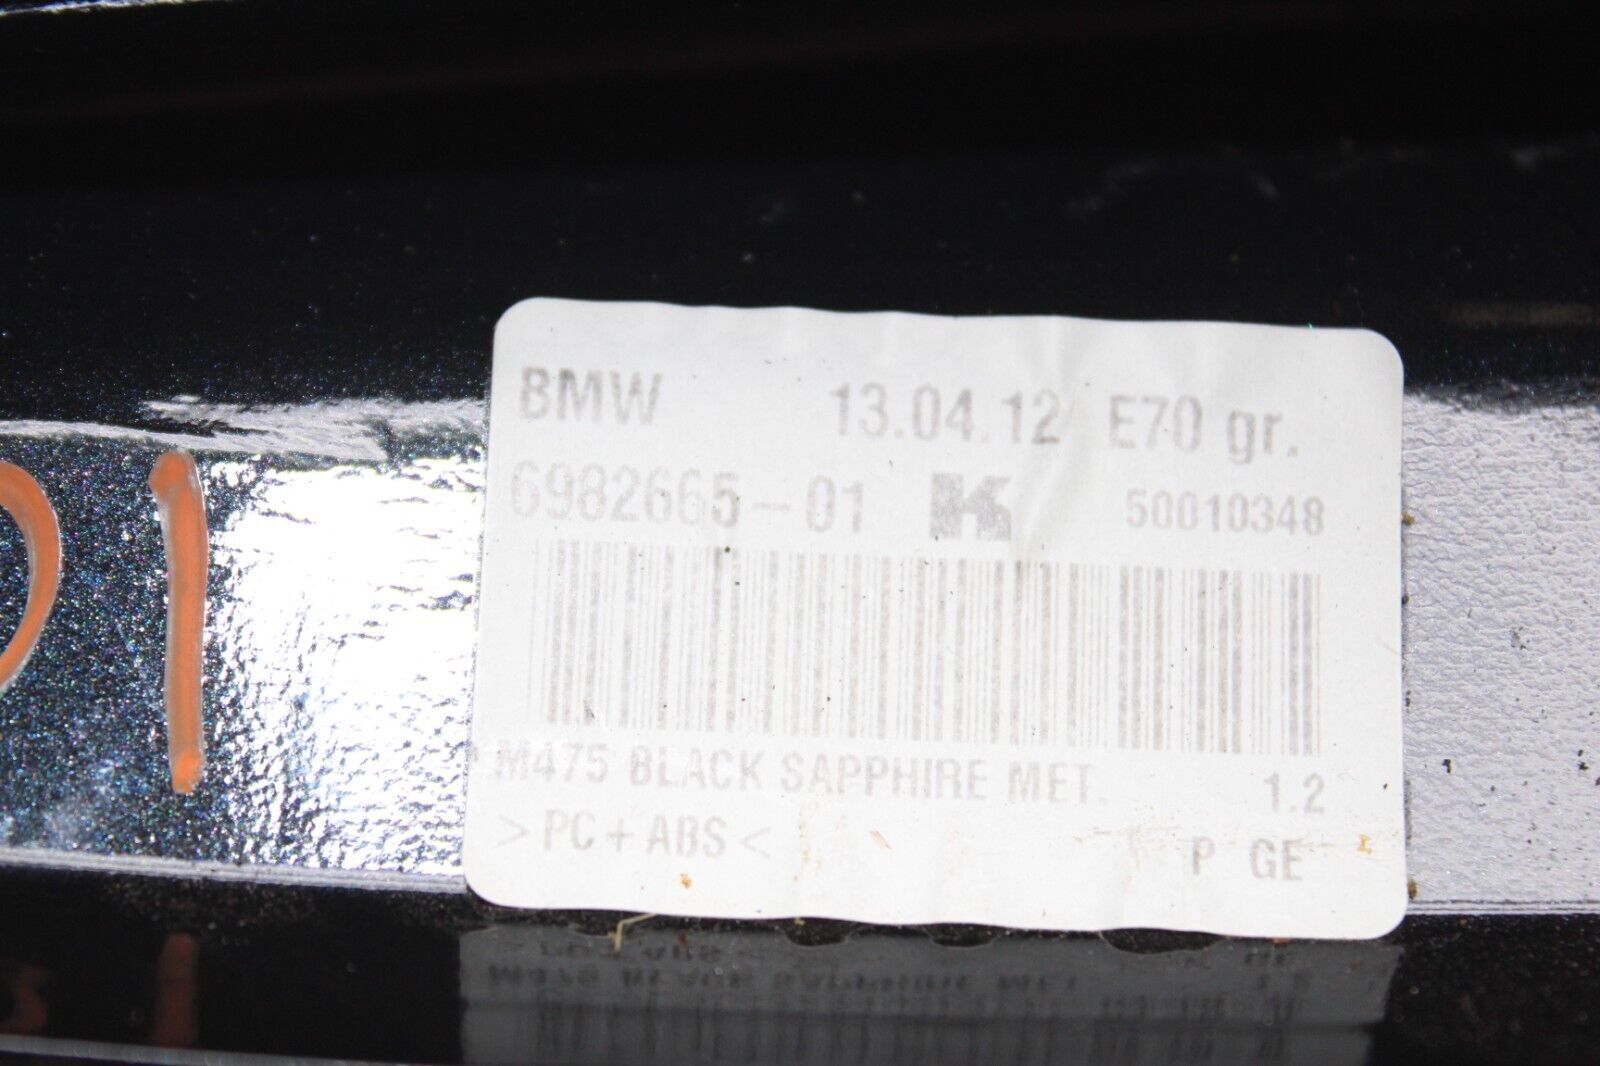 BMW 13.04.12 E70 gr.
6982665-01 K 50010348
M475 BLACK SAPPHIRE MET. 1.2
>PC+ABS< P GE